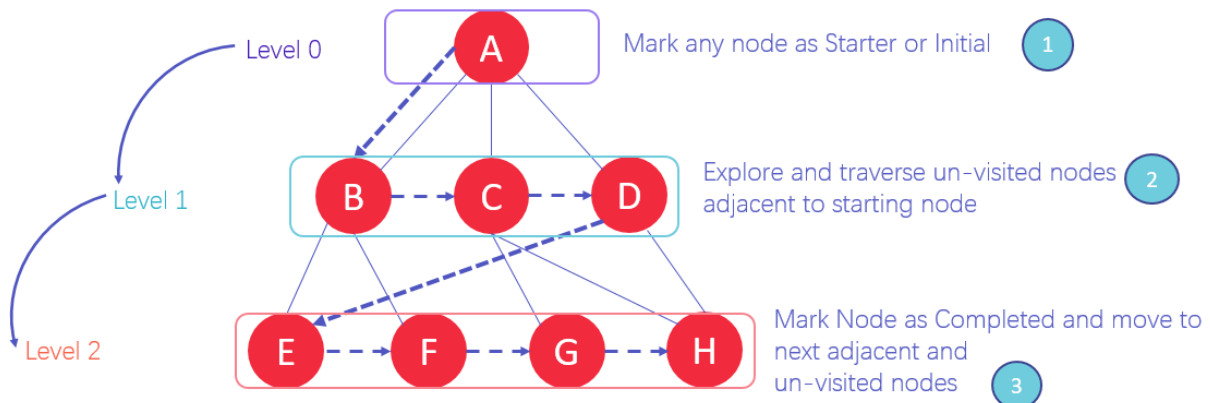 Level 0
A
Mark any node as Starter or Initial
1
Level 1
B
C
D
Explore and traverse un-visited nodes
adjacent to starting node
2
Level 2
E
F
G
H
Mark Node as Completed and move to
next adjacent and
un-visited nodes
3